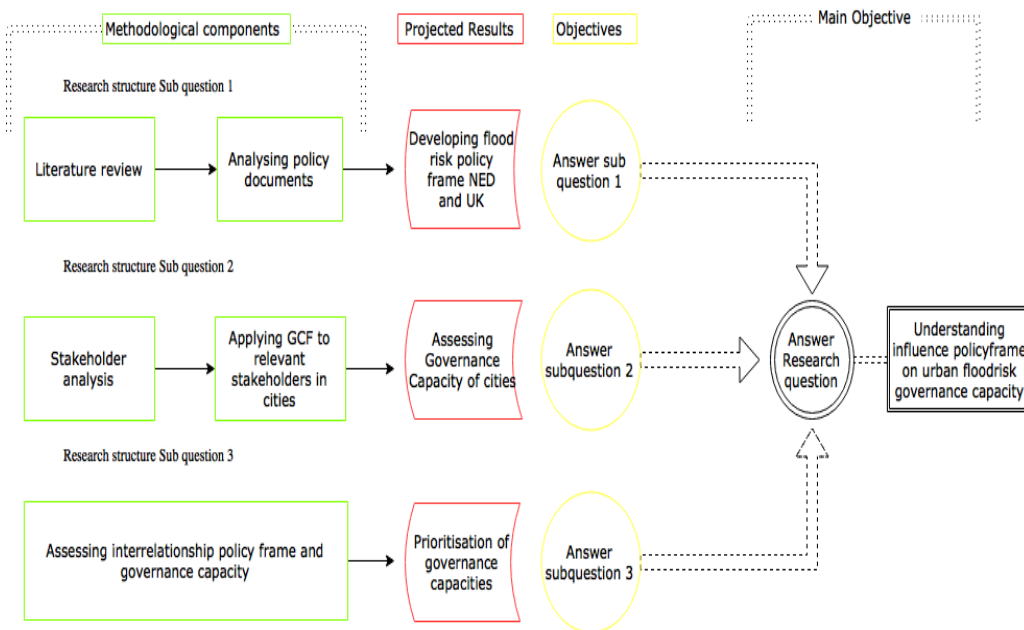 Methodological components
Projected Results
Objectives
Main Objective
Research structure Sub question 1
Literature review
Analysing policy
documents
Developing flood
risk policy
frame NED
and UK
Answer sub
question 1
Research structure Sub question 2
Stakeholder
analysis
Applying GCF to
relevant
stakeholders in
cities
Assessing
Governance
Capacity of cities
Answer
subquestion 2
Answer
Research
question
Understanding
influence policyframe
on urban floodrisk
governance capacity
Research structure Sub question 3
Assessing interrelationship policy frame and
governance capacity
Prioritisation of
governance
capacities
Answer
subquestion 3